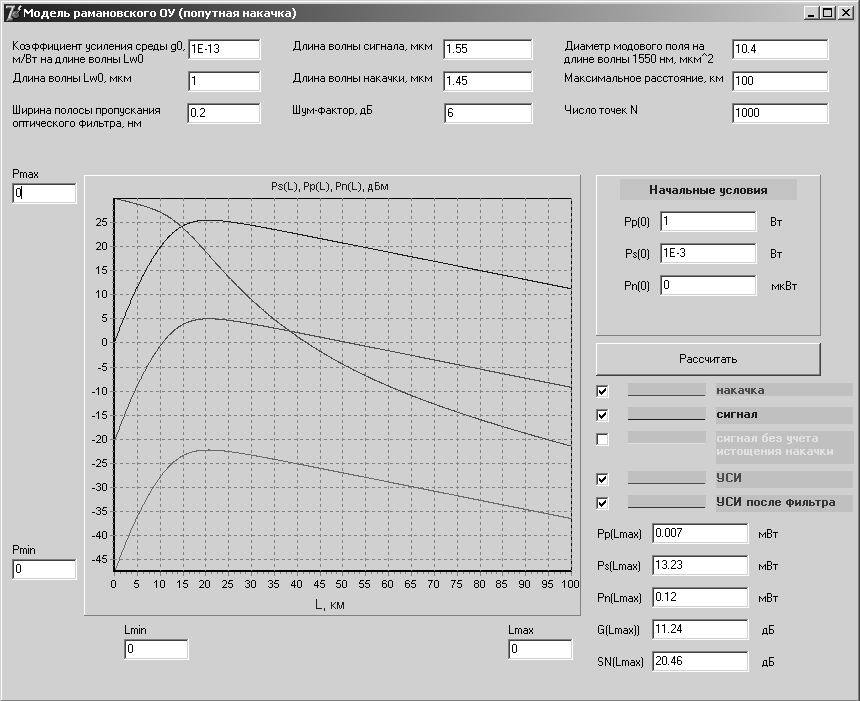 Модель рамановского ОУ (попутная накачка)
Коэффициент усиления среды g0,
м/Вт на длине волны Lw0
1E-13
Длина волны сигнала, мкм
1.55
Диаметр модового поля на
длине волны 1550 нм, мкм^2
10.4
Длина волны Lw0, мкм
1
Длина волны накачки, мкм
1.45
Максимальное расстояние, км
100
Ширина полосы пропускания
оптического фильтра, нм
0.2
Шум-фактор, дБ
6
Число точек N
1000
Pmax
0
Ps(L), Pp(L), Pn(L), дБм
25
20
15
10
5
0
-5
-10
-15
-20
-25
-30
-35
-40
-45
0 5 10 15 20 25 30 35 40 45 50 55 60 65 70 75 80 85 90 95 100
L, км
Pmin
0
Lmin
0
Lmax
0
Начальные условия
Pp(0) 1 Вт
Ps(0) 1E-3 Вт
Pn(0) 0 мкВт
Рассчитать
накачка
сигнал
сигнал без учета
истощения накачки
УСИ
УСИ после фильтра
Pp(Lmax) 0.007 мВт
Ps(Lmax) 13.23 мВт
Pn(Lmax) 0.12 мВт
G(Lmax)) 11.24 дБ
SN(Lmax) 20.46 дБ